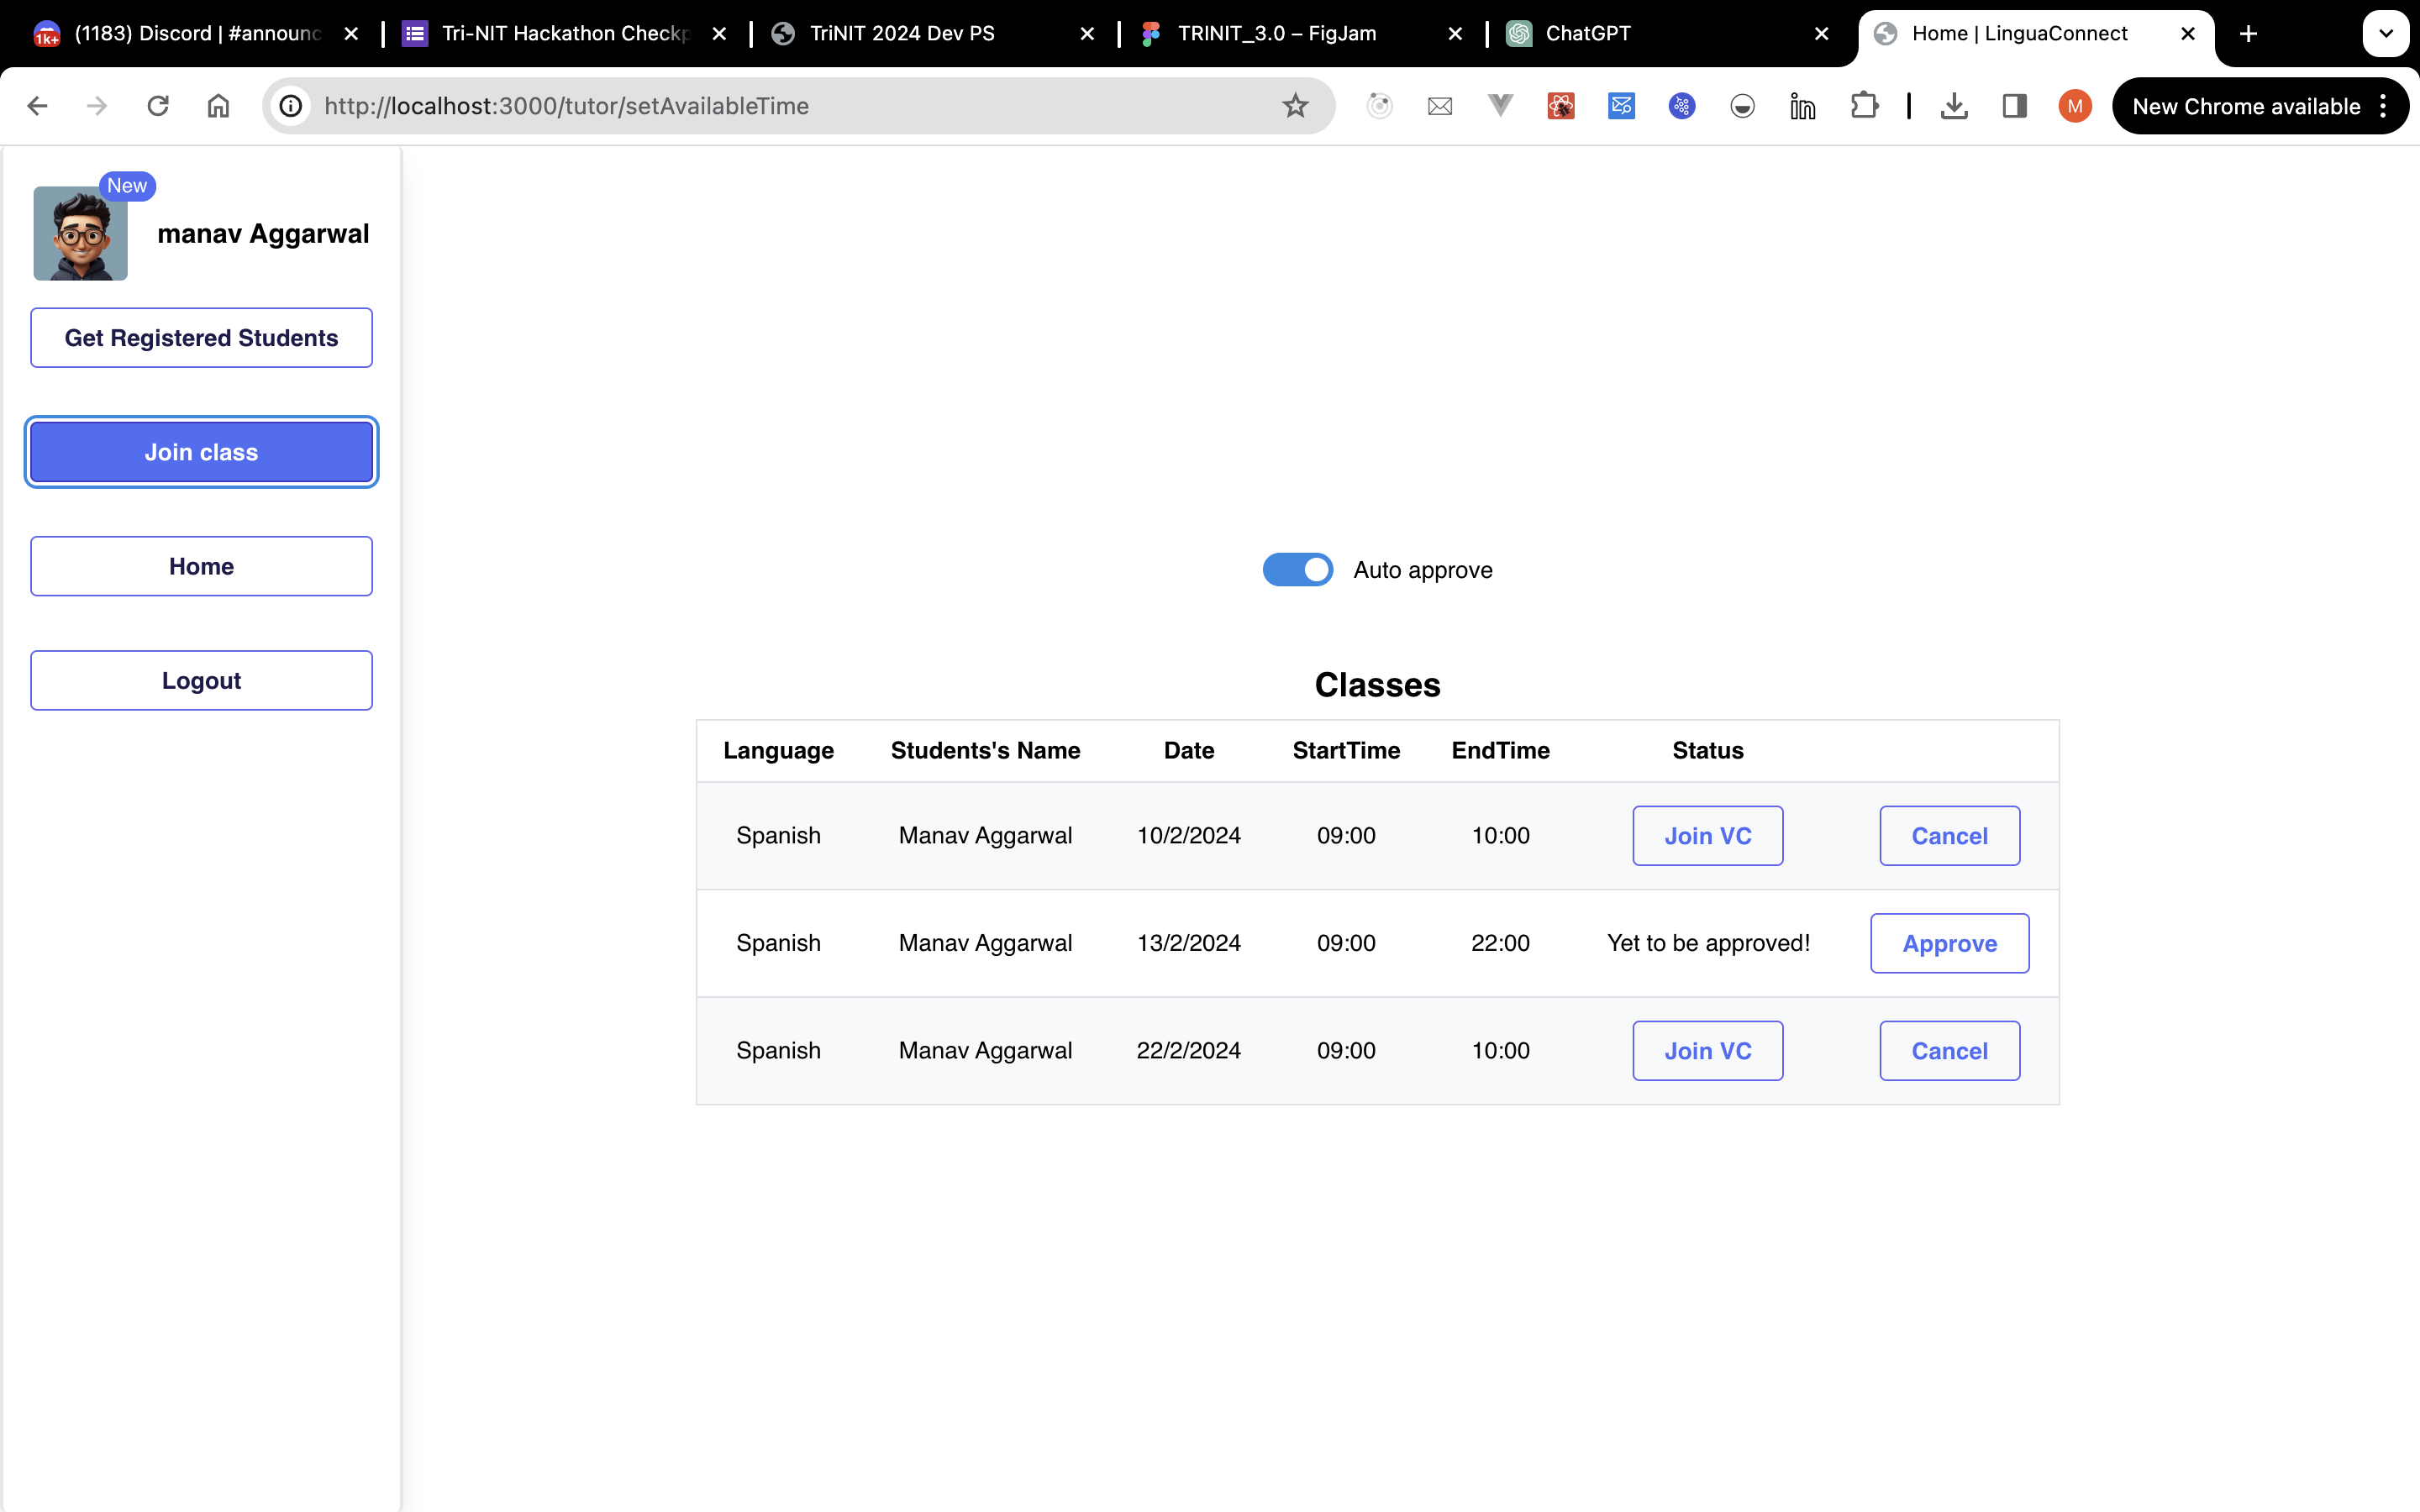 1k+ (1183) Discord | #announc
Tri-NIT Hackathon Checkp
TriNIT 2024 Dev PS
TRINIT_3.0 – FigJam
ChatGPT
Home | LinguaConnect
http://localhost:3000/tutor/setAvailableTime
in
M
New Chrome available
New
manav Aggarwal
Get Registered Students
Join class
Home
Logout
Auto approve
Classes
Language Students's Name Date StartTime EndTime Status
Spanish Manav Aggarwal 10/2/2024 09:00 10:00 Join VC Cancel
Spanish Manav Aggarwal 13/2/2024 09:00 22:00 Yet to be approved! Approve
Spanish Manav Aggarwal 22/2/2024 09:00 10:00 Join VC Cancel